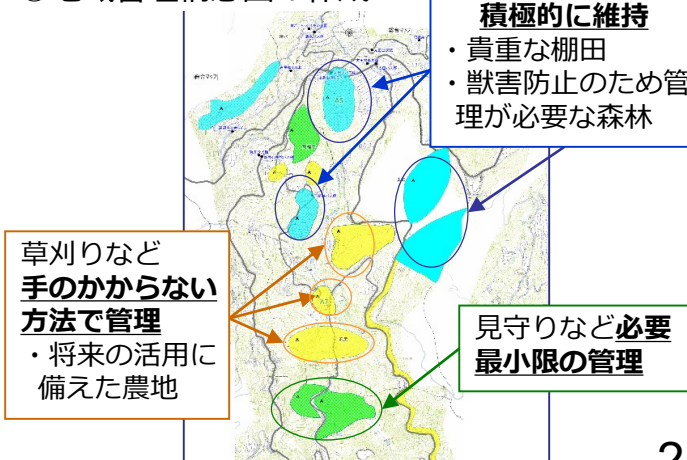 積極的に維持
・貴重な棚田
・獣害防止のため管
理が必要な森林
草刈りなど
手のかからない
方法で管理
・将来の活用に
備えた農地
見守りなど必要
最小限の管理
2